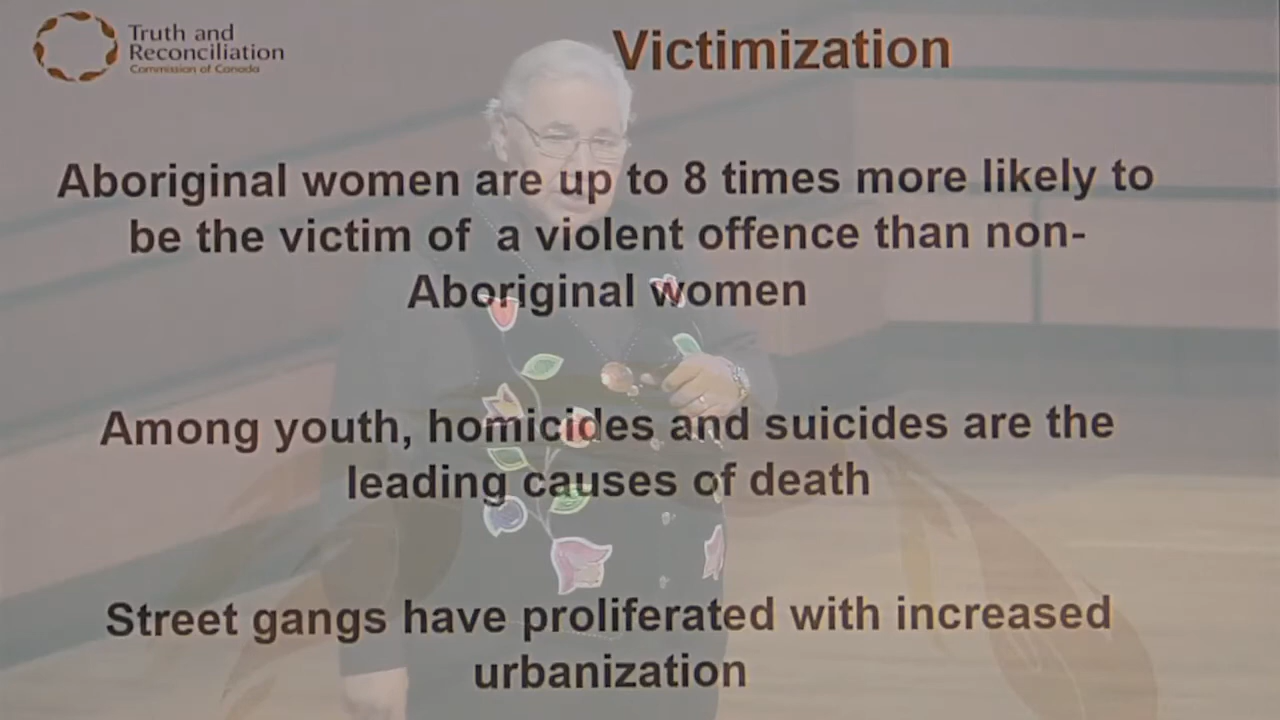 Truth and
Reconciliation
Commission of Canada
Victimization
Aboriginal women are up to 8 times more likely to
be the victim of a violent offence than non-
Aboriginal women
Among youth, homicides and suicides are the
leading causes of death
Street gangs have proliferated with increased
urbanization